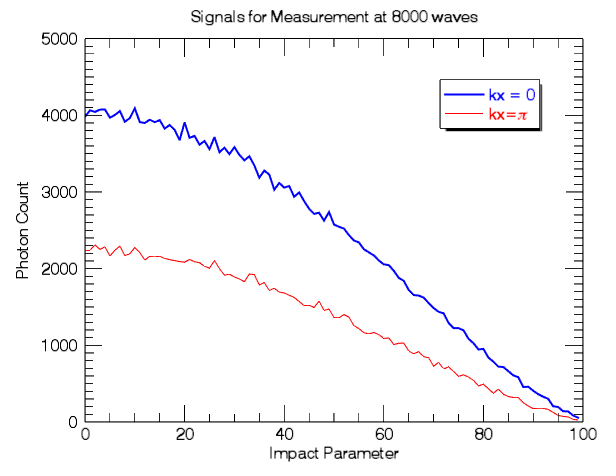 Signals for Measurement at 8000 waves
5000
4000
3000
2000
1000
0
Photon Count
kx = 0
kx=π
0 20 40 60 80 100
Impact Parameter